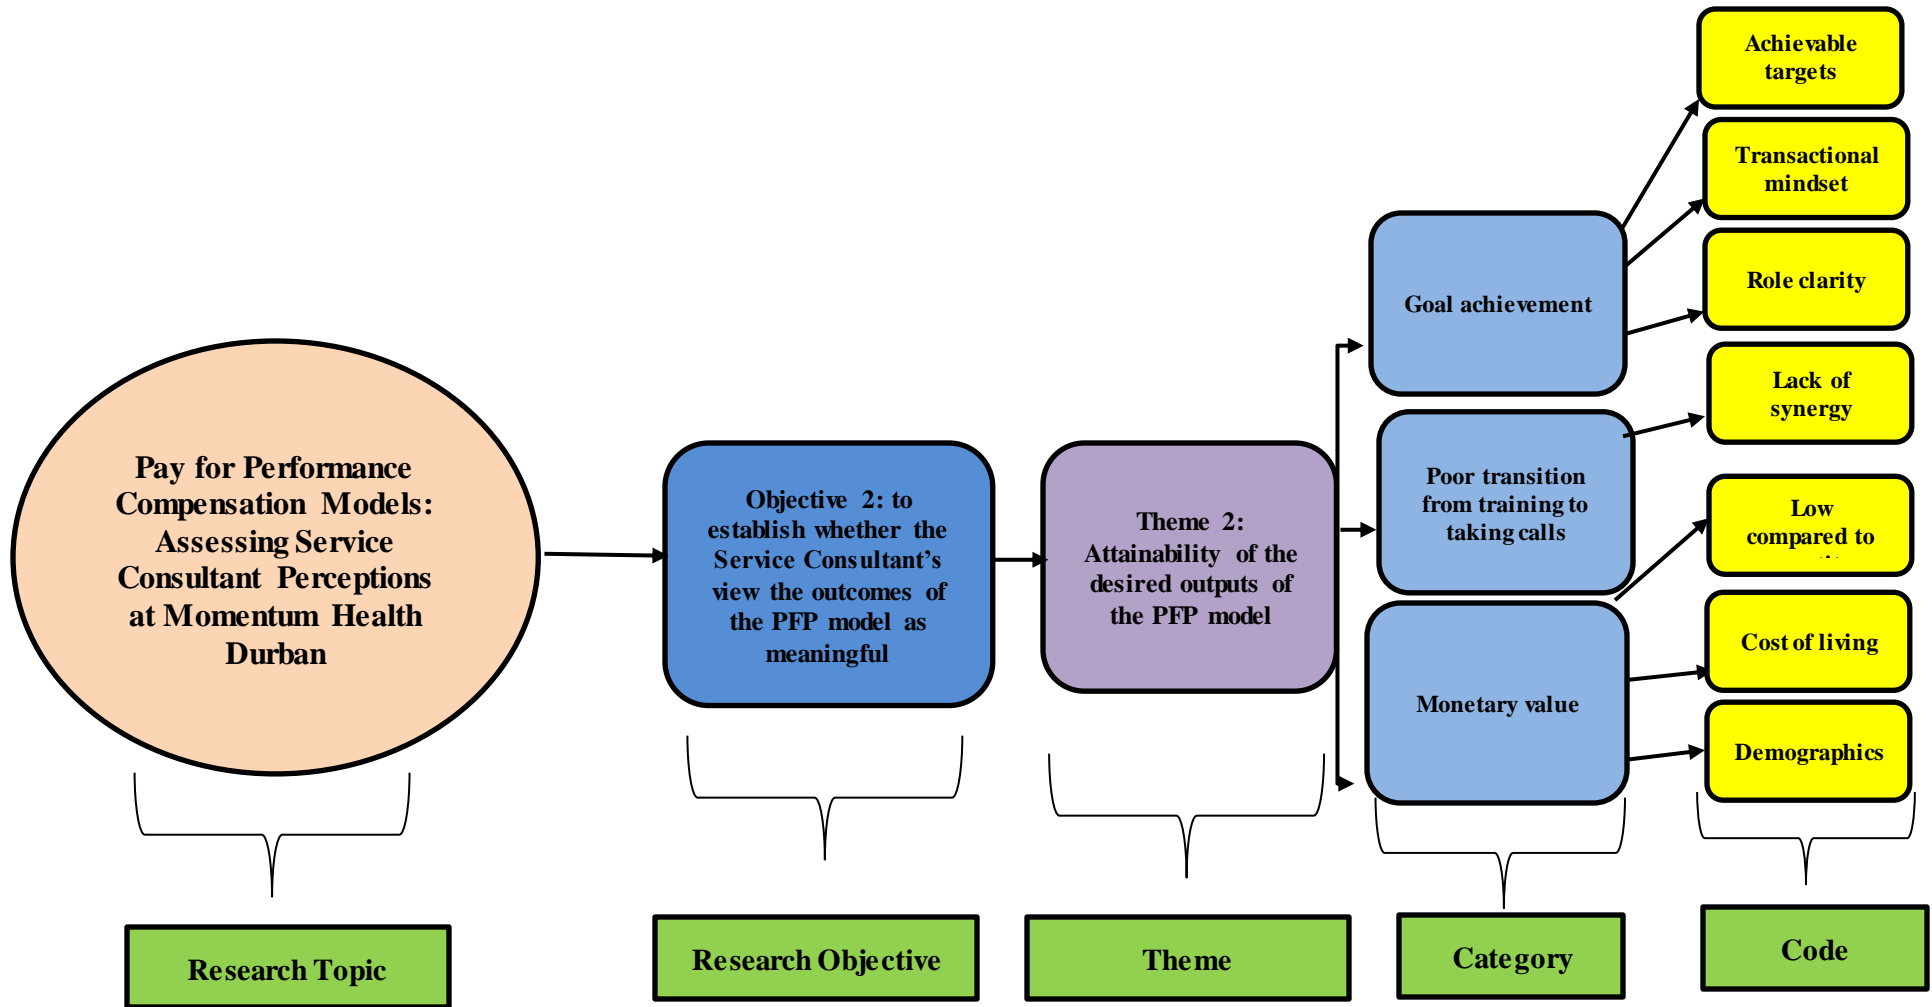 Pay for Performance
Compensation Models:
Assessing Service
Consultant Perceptions
at Momentum Health
Durban
Objective 2: to
establish whether the
Service Consultant's
view the outcomes of
the PFP model as
meaningful
Theme 2:
Attainability of the
desired outputs of
the PFP model
Goal achievement
Poor transition
from training to
taking calls
Monetary value
Achievable
targets
Transactional
mindset
Role clarity
Lack of
synergy
Low
compared to
Cost of living
Demographics
Research Topic
Research Objective
Theme
Category
Code